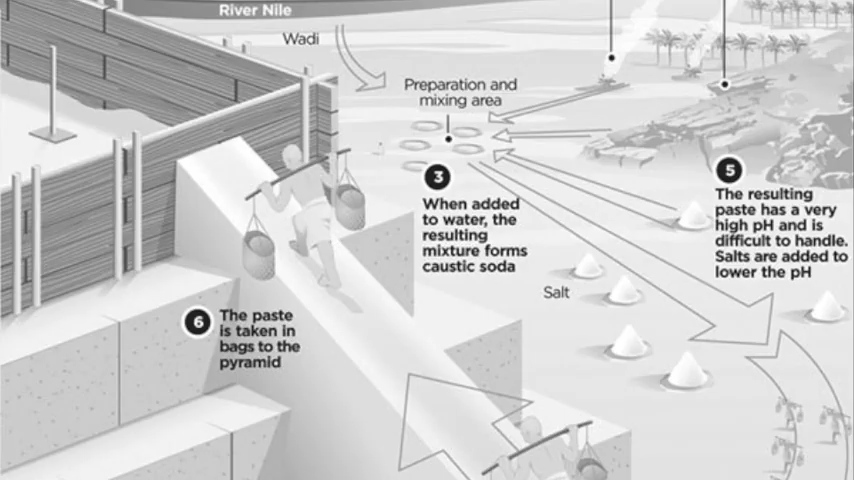 River Nile
Wadi
Preparation and
mixing area
3
When added
to water, the
resulting
mixture forms
caustic soda
5
The resulting
paste has a very
high pH and is
difficult to handle.
Salts are added to
lower the pH
Salt
6
The paste
is taken in
bags to the
pyramid